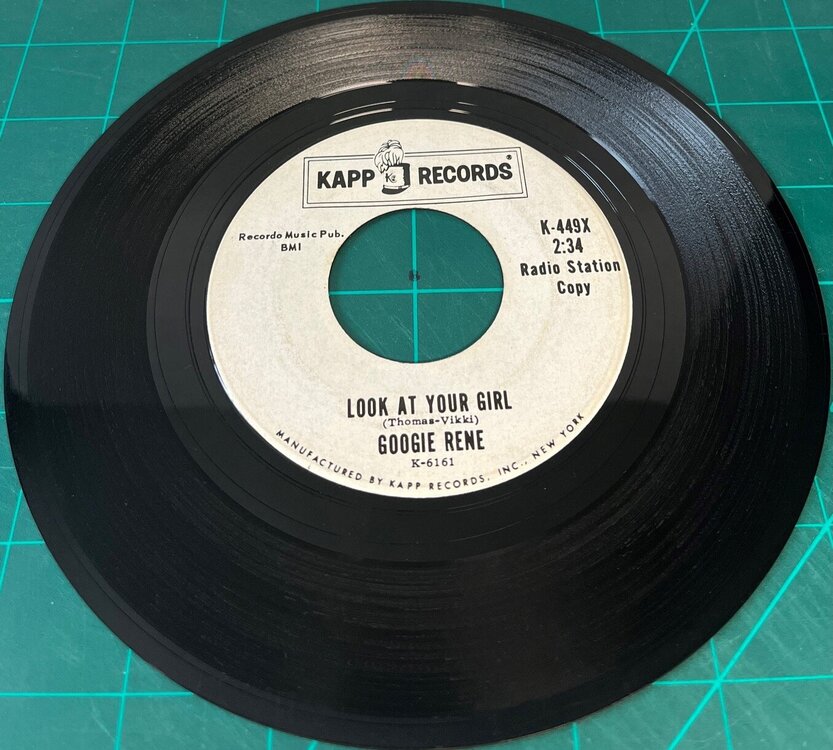 KAPP K RECORDS®
Recordo Music Pub.
BMI
K-449X
2:34
Radio Station
Copy
LOOK AT YOUR GIRL
(Thomas-Vikki)
GOOGIE RENE
K-6161
MANUFACTURED BY KAPP RECORDS, INC., NEW YORK